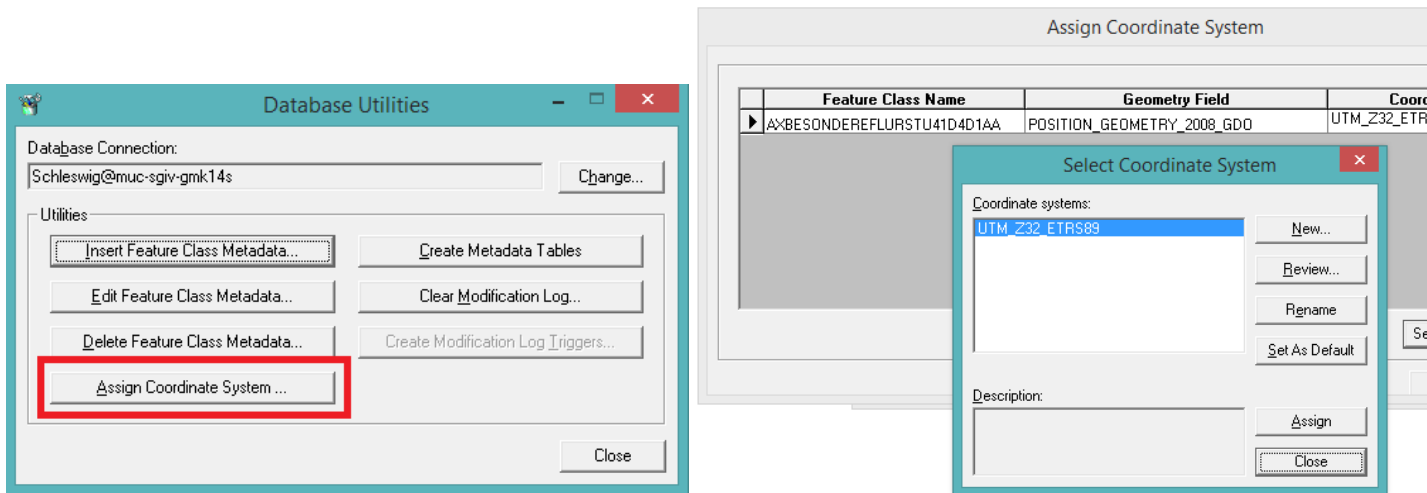 Database Utilities
Database Connection:
Schleswig@muc-sgiv-gmk14s
Change...
Utilities
Insert Feature Class Metadata...
Create Metadata Tables
Edit Feature Class Metadata...
Clear Modification Log...
Delete Feature Class Metadata...
Create Modification Log Triggers...
Assign Coordinate System ...
Close
Assign Coordinate System
Feature Class Name Geometry Field Coord
AXBESONDEREFLURSTU41D4D1AA POSITION_GEOMETRY_2008_GDO UTM_Z32_ETR
Select Coordinate System
Coordinate systems:
UTM_Z32_ETRS89
New...
Review...
Rename
Se
Set As Default
Description:
Assign
Close